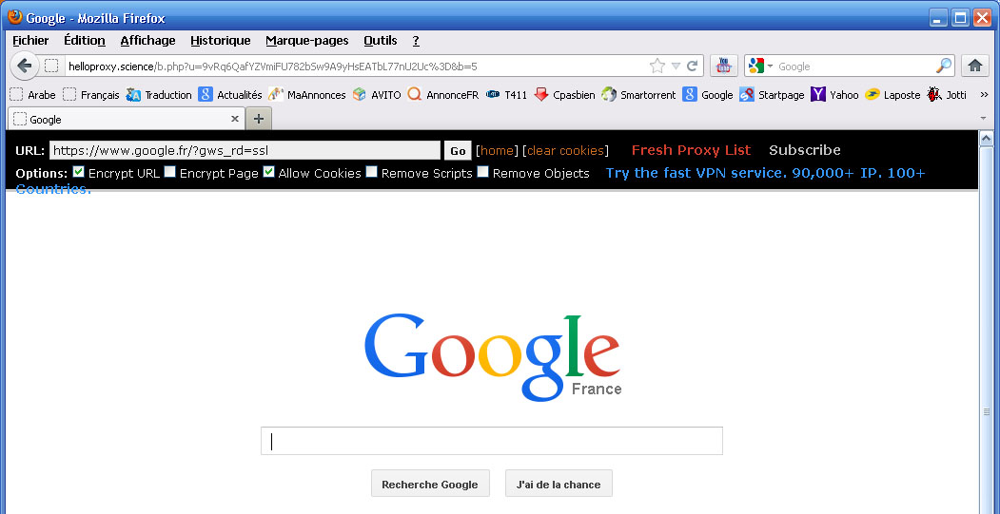 Google - Mozilla Firefox
Fichier Édition Affichage Historique Marque-pages Outils ?
helloproxy.science/b.php?u=9vRq6QafYZVmiFU782bSw9A9yHsEATbL77nU2Uc%3D&b=5 You Google
Arabe Français Traduction Actualités MaAnnonces AVITO AnnonceFR T411 Cpasbien Smartorrent Google Startpage Yahoo Laposte Jotti »
Google
URL: https://www.google.fr/?gws_rd=ssl Go [home] [clear cookies] Fresh Proxy List Subscribe
Options: Encrypt URL Encrypt Page Allow Cookies Remove Scripts Remove Objects Try the fast VPN service. 90,000+ IP. 100+
Countries.
Google
France
Recherche Google J'ai de la chance